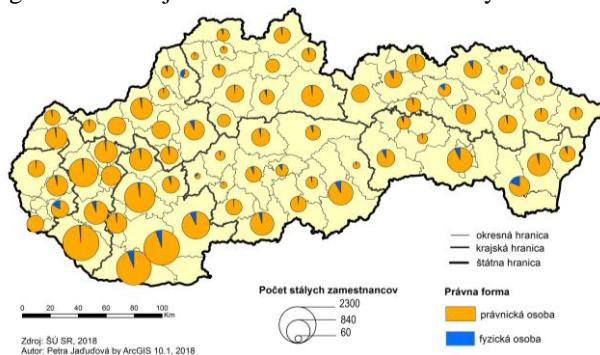 okresná hranica
krajská hranica
štátna hranica
Počet stálych zamestnancov
2300
840
60
Právna forma
právnická osoba
fyzická osoba
0 20 40 60 80 100
Km
Zdroj: ŠÚ SR, 2018
Autor: Petra Jaďuďová by ArcGIS 10.1, 2018